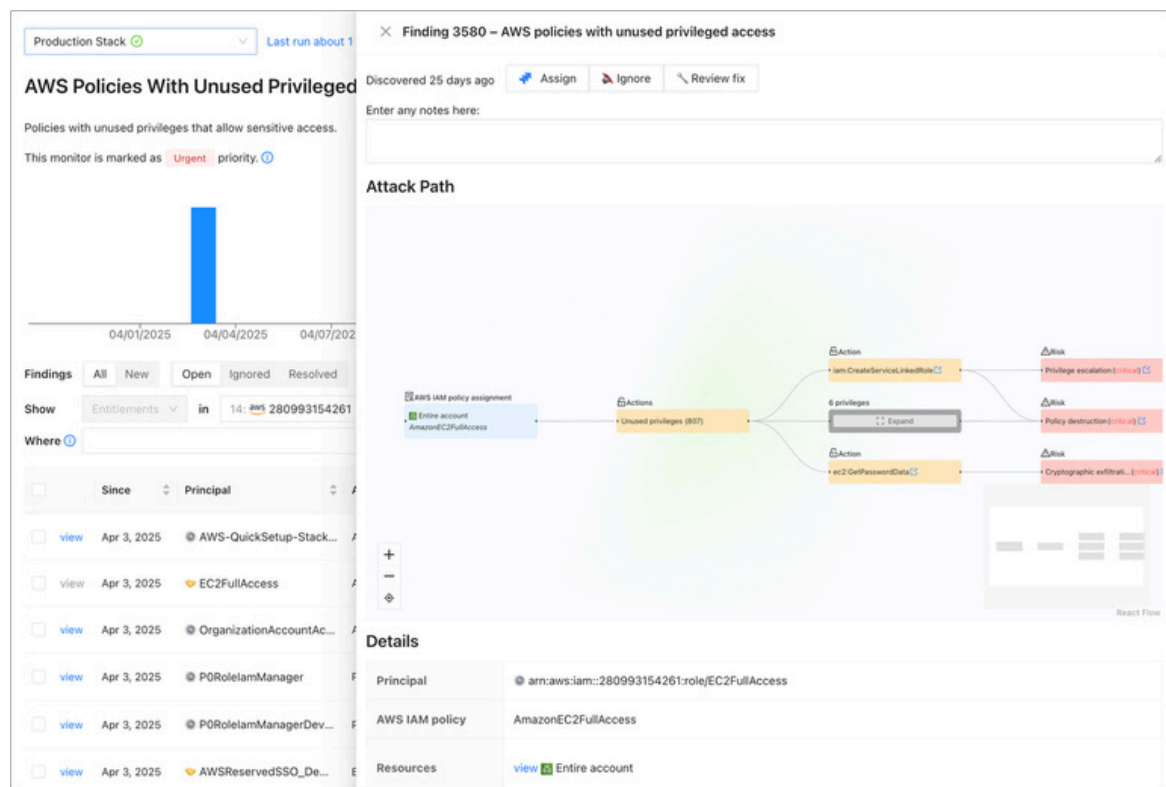 Production Stack
Last run about 1
AWS Policies With Unused Privileged
Policies with unused privileges that allow sensitive access.
This monitor is marked as Urgent priority.
04/01/2025 04/04/2025 04/07/202
Findings All New Open Ignored Resolved
Show Entitlements in 14: aws 280993154261
Where
Since Principal
view Apr 3, 2025 AWS-QuickSetup-Stack...
view Apr 3, 2025 EC2FullAccess
view Apr 3, 2025 OrganizationAccountAc...
view Apr 3, 2025 P0RoleIamManager
view Apr 3, 2025 P0RoleIamManagerDev...
view Apr 3, 2025 AWSReservedSSO_De...
Finding 3580 – AWS policies with unused privileged access
Discovered 25 days ago Assign Ignore Review fix
Enter any notes here:
Attack Path
AWS IAM policy assignment
Entire account
AmazonEC2FullAccess
Actions
Unused privileges (807)
Action
iam:CreateServiceLinkedRole
6 privileges
Expand
Action
ec2:GetPasswordData
Risk
Privilege escalation (critical)
Risk
Policy destruction (critical)
Risk
Cryptographic exfiltrati... (critical)
React Flow
Details
Principal arn:aws:iam::280993154261:role/EC2FullAccess
AWS IAM policy AmazonEC2FullAccess
Resources view Entire account